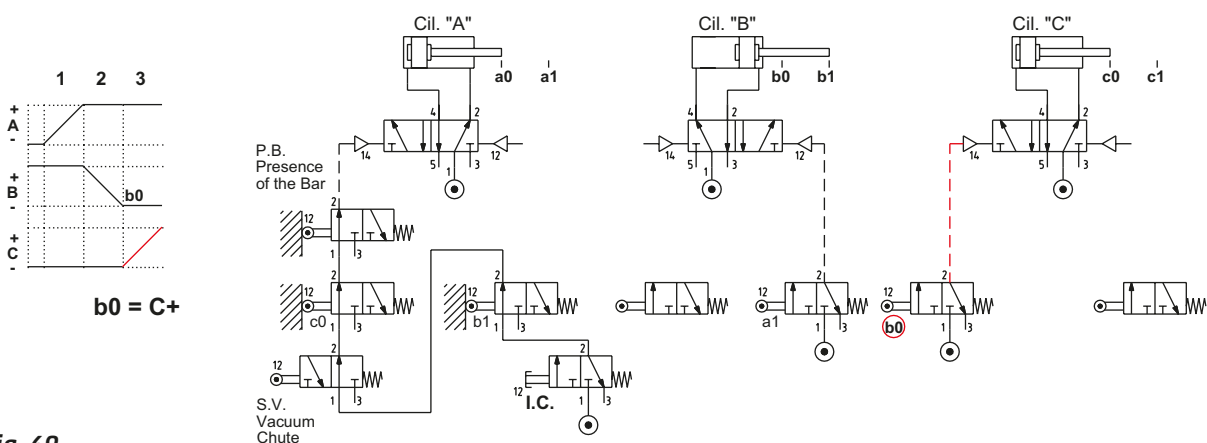 Cil. "A"
Cil. "B"
Cil. "C"
1 2 3
a0 a1
b0 b1
c0 c1
+
A
-
+
B
-
+
C
-
b0
b0 = C+
4 2
14 12
5 1 3
4 2
14 12
5 1 3
4 2
14 12
5 3
P.B.
Presence
of the Bar
2
12
1 3
2
12
c0
1 3
2
12
b1
1 3
2
12
a1
1 3
2
12
b0
1 3
12
2
1 3
S.V.
Vacuum
Chute
2
12
I.C.
1 3